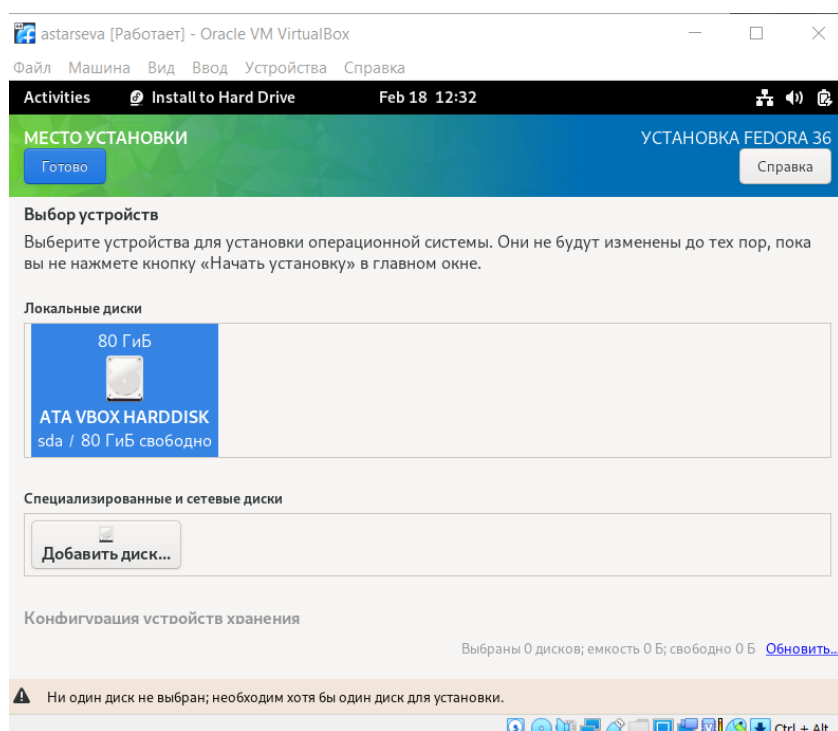 astarseva [Работает] - Oracle VM VirtualBox
Файл Машина Вид Ввод Устройства Справка
Activities Install to Hard Drive Feb 18 12:32
МЕСТО УСТАНОВКИ УСТАНОВКА FEDORA 36
Готово Справка
Выбор устройств
Выберите устройства для установки операционной системы. Они не будут изменены до тех пор, пока
вы не нажмете кнопку «Начать установку» в главном окне.
Локальные диски
80 ГиБ
ATA VBOX HARDDISK
sda / 80 ГиБ свободно
Специализированные и сетевые диски
Добавить диск...
Конфигурация устройств хранения
Выбраны 0 дисков; емкость 0 Б; свободно 0 Б Обновить...
Ни один диск не выбран; необходим хотя бы один диск для установки.
Ctrl + Alt